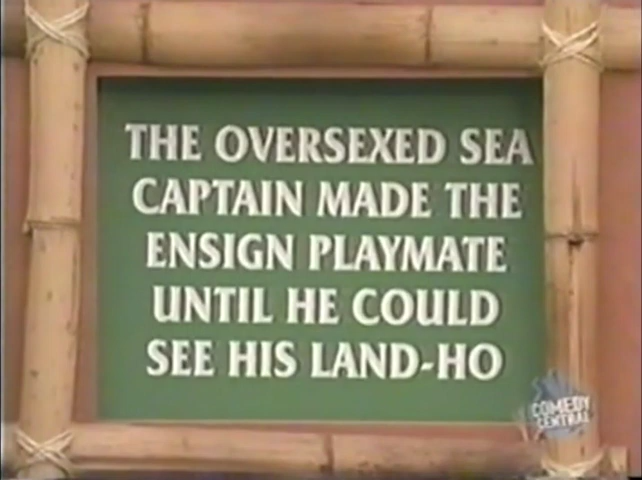 THE OVERSEXED SEA
CAPTAIN MADE THE
ENSIGN PLAYMATE
UNTIL HE COULD
SEE HIS LAND-HO
COMEDY
CENTRAL